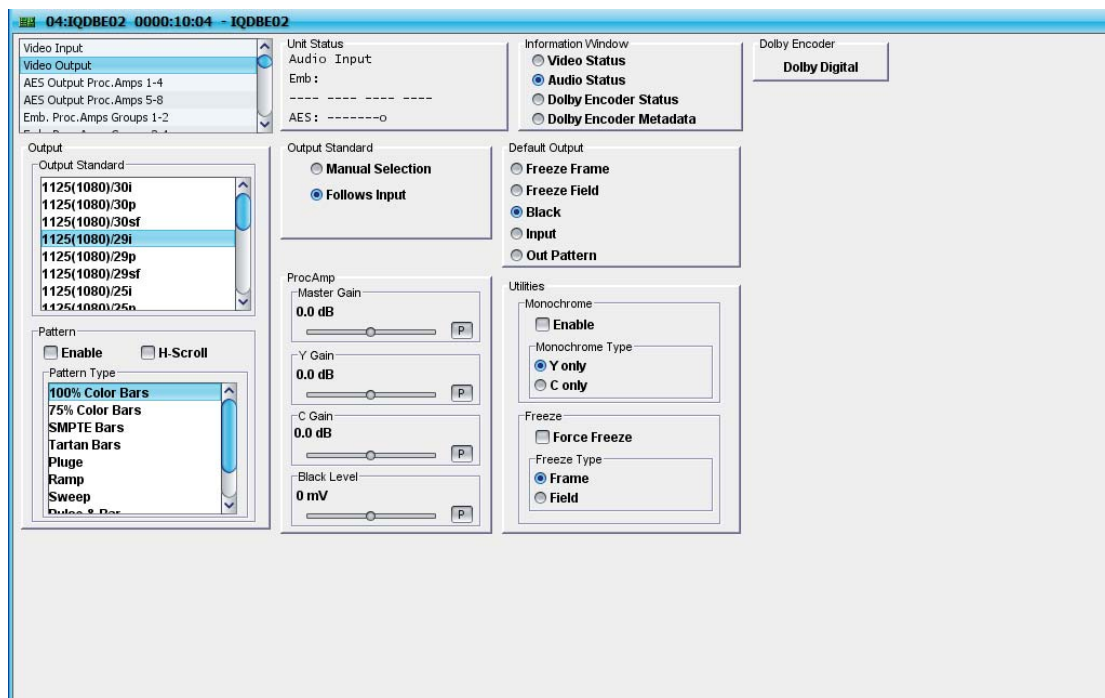 04:IQDBE02 0000:10:04 - IQDBE02
Video Input
Video Output
AES Output Proc.Amps 1-4
AES Output Proc.Amps 5-8
Emb. Proc.Amps Groups 1-2
Unit Status
Audio Input
Emb:
---- ---- ---- ----
AES: -------o
Information Window
Video Status
Audio Status
Dolby Encoder Status
Dolby Encoder Metadata
Dolby Encoder
Dolby Digital
Output
Output Standard
1125(1080)/30i
1125(1080)/30p
1125(1080)/30sf
1125(1080)/29i
1125(1080)/29p
1125(1080)/29sf
1125(1080)/25i
1125(1080)/25p
Pattern
Enable H-Scroll
Pattern Type
100% Color Bars
75% Color Bars
SMPTE Bars
Tartan Bars
Pluge
Ramp
Sweep
Pulse & Bar
Output Standard
Manual Selection
Follows Input
ProcAmp
Master Gain
0.0 dB
P
Y Gain
0.0 dB
P
C Gain
0.0 dB
P
Black Level
0 mV
P
Default Output
Freeze Frame
Freeze Field
Black
Input
Out Pattern
Utilities
Monochrome
Enable
Monochrome Type
Y only
C only
Freeze
Force Freeze
Freeze Type
Frame
Field